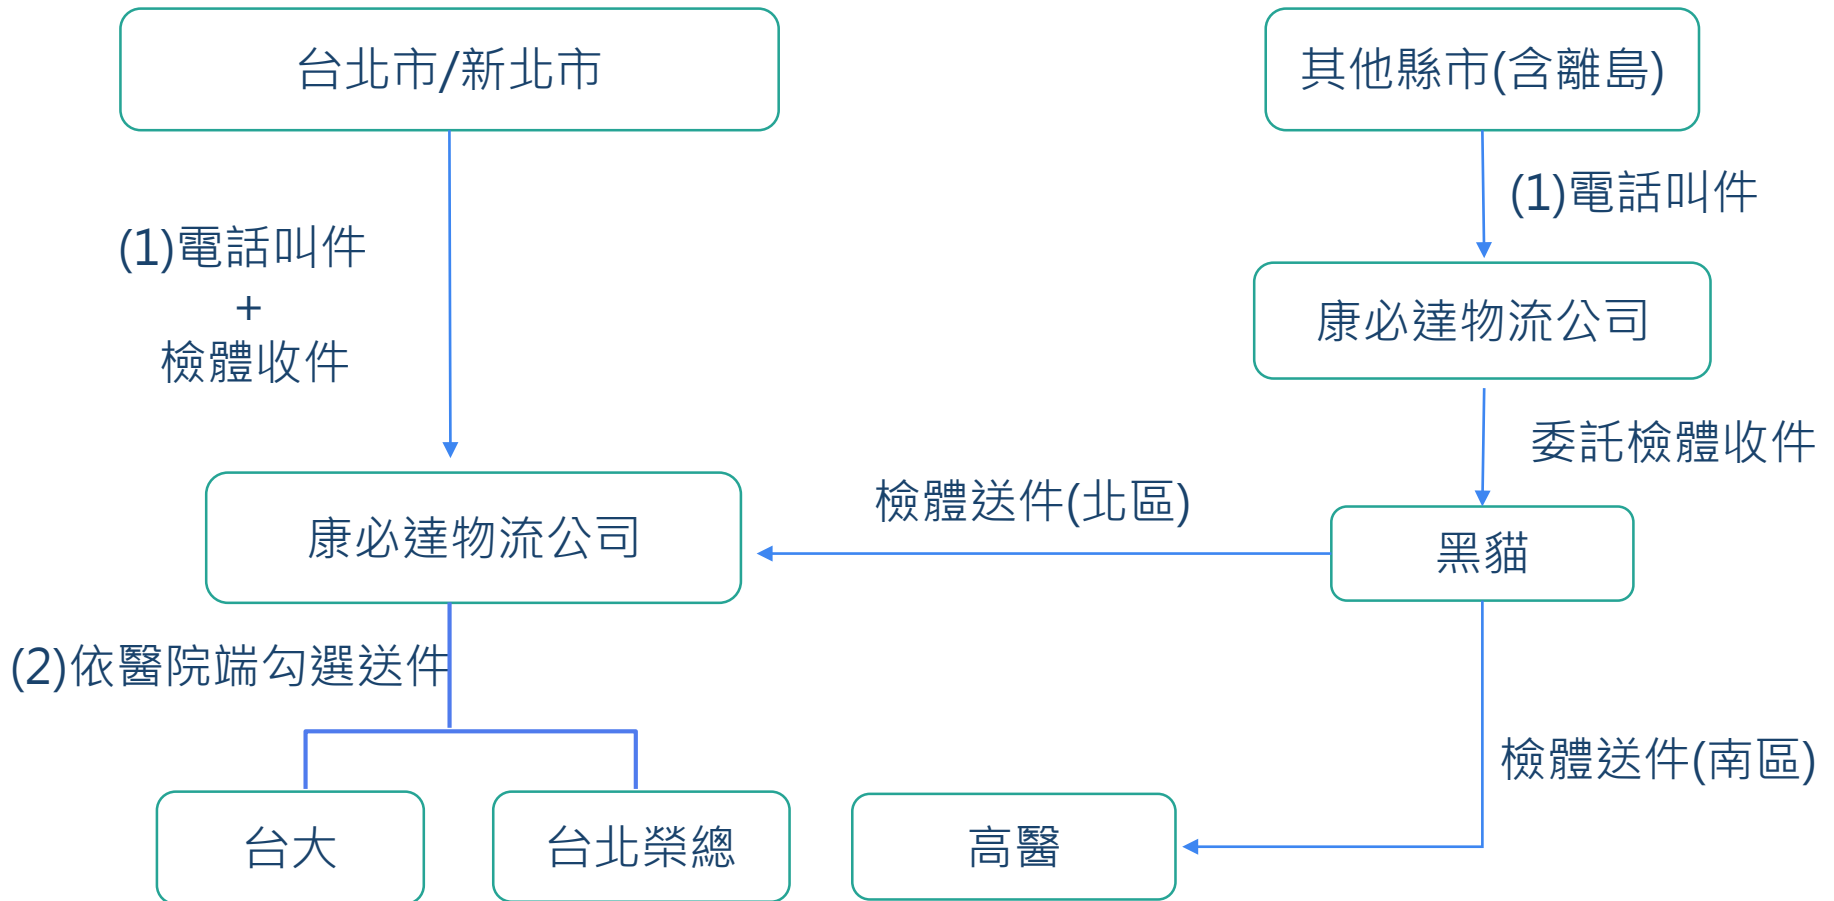 台北市/新北市
其他縣市(含離島)
(1)電話叫件
(1)電話叫件
+
檢體收件
康必達物流公司
委託檢體收件
檢體送件(北區)
康必達物流公司
黑貓
(2)依醫院端勾選送件
檢體送件(南區)
台大
台北榮總
高醫